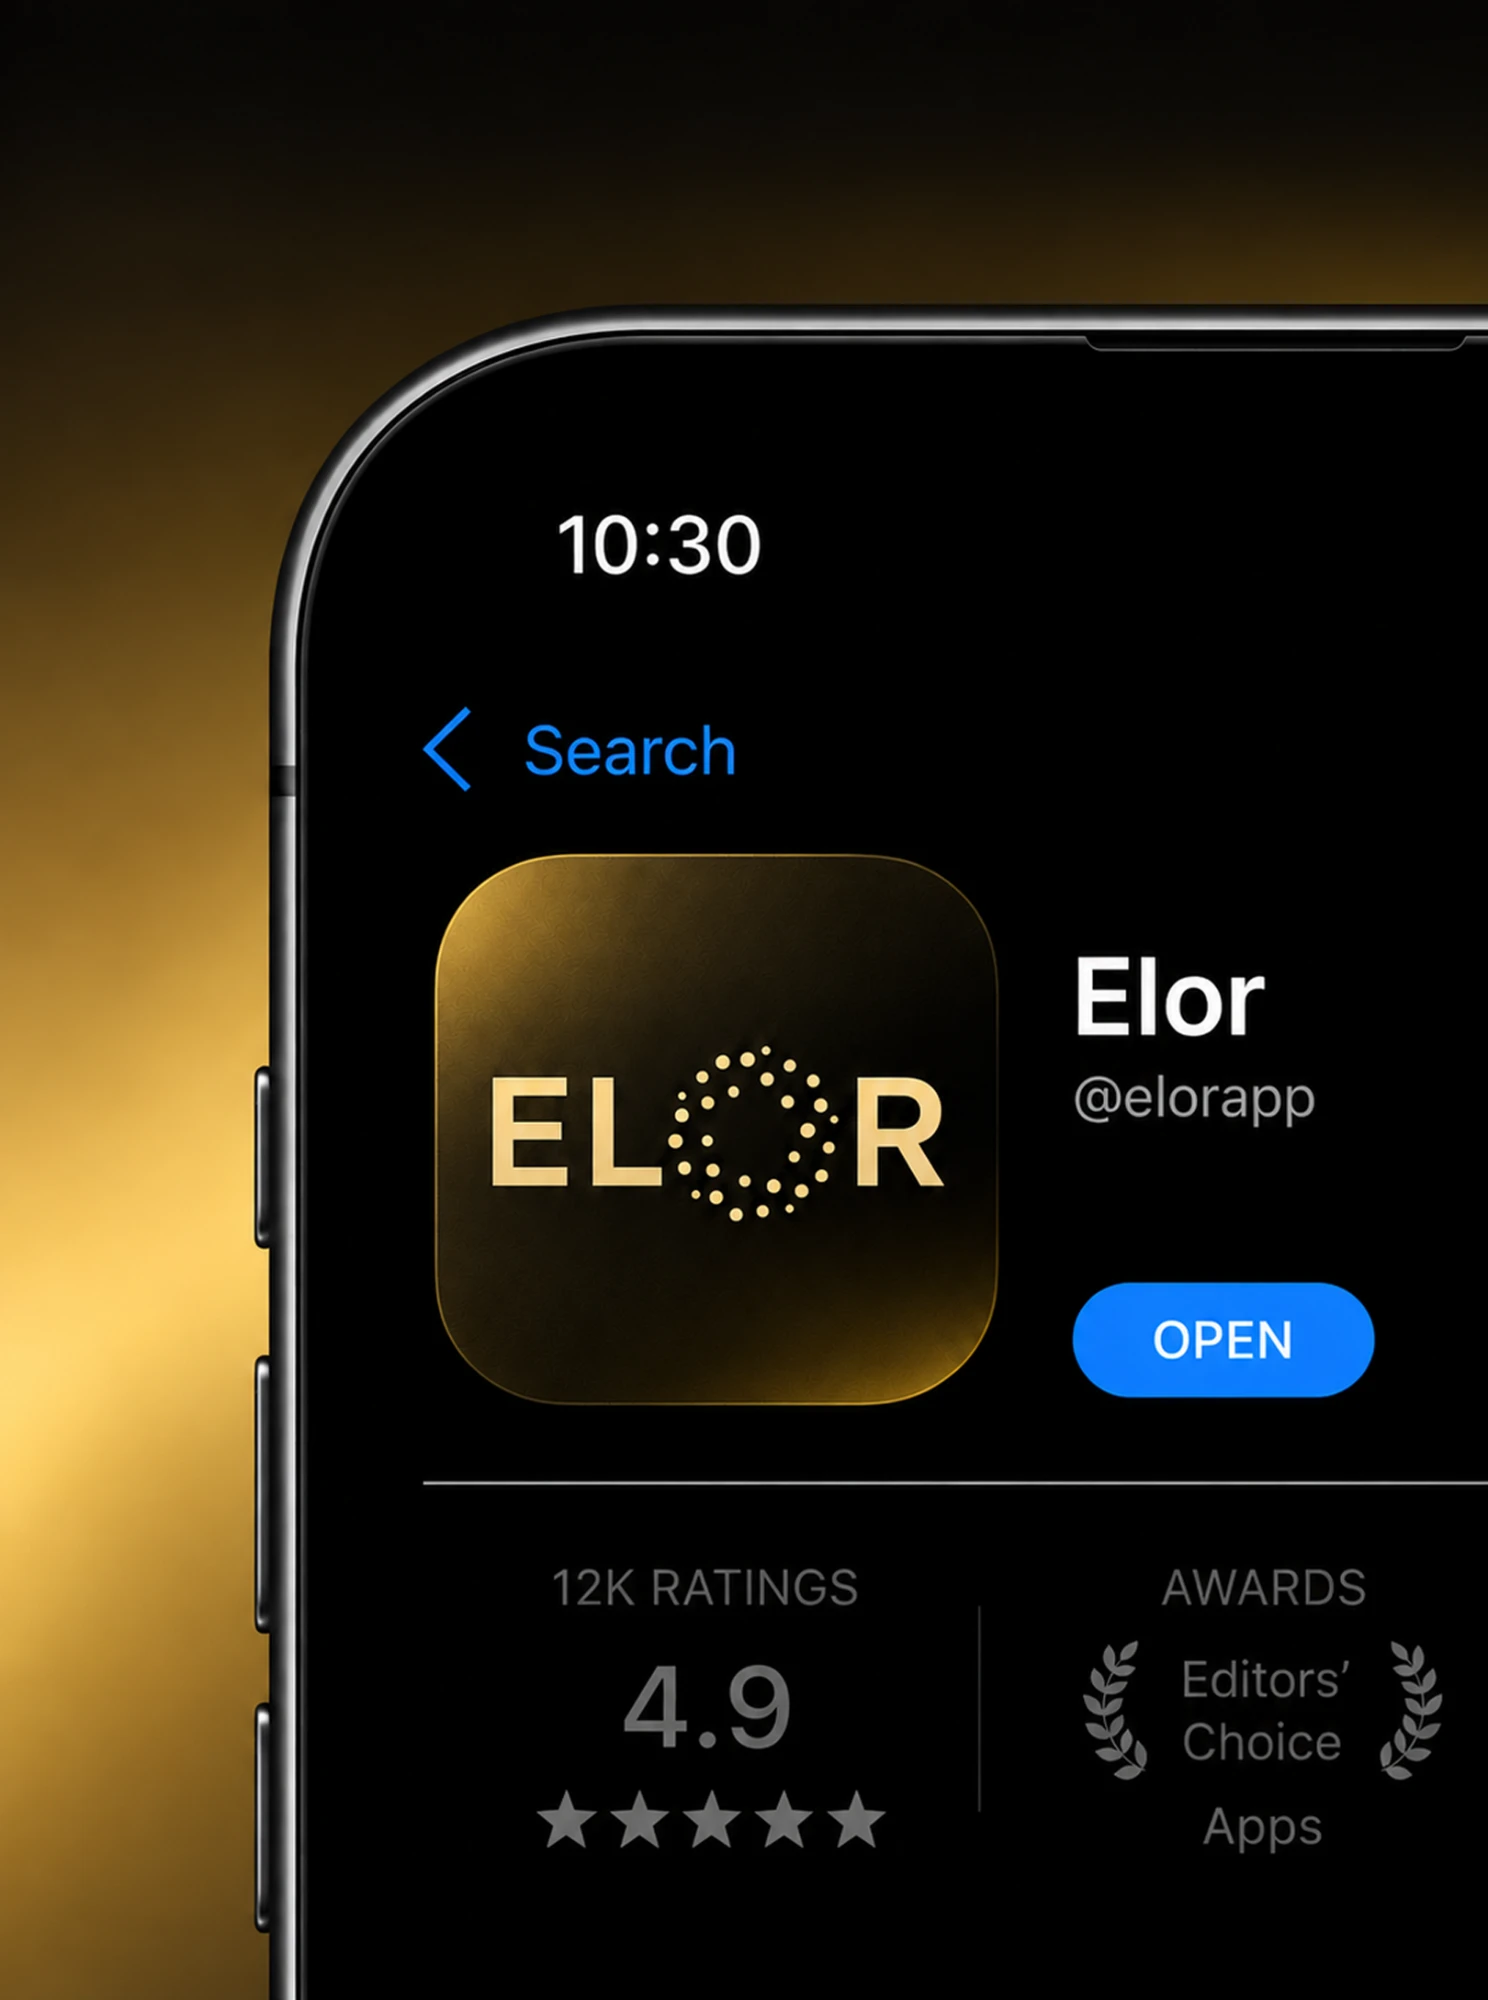 10:30
Search
ELOR
Elor
@elorapp
OPEN
12K RATINGS
4.9
AWARDS
Editors’
Choice
Apps